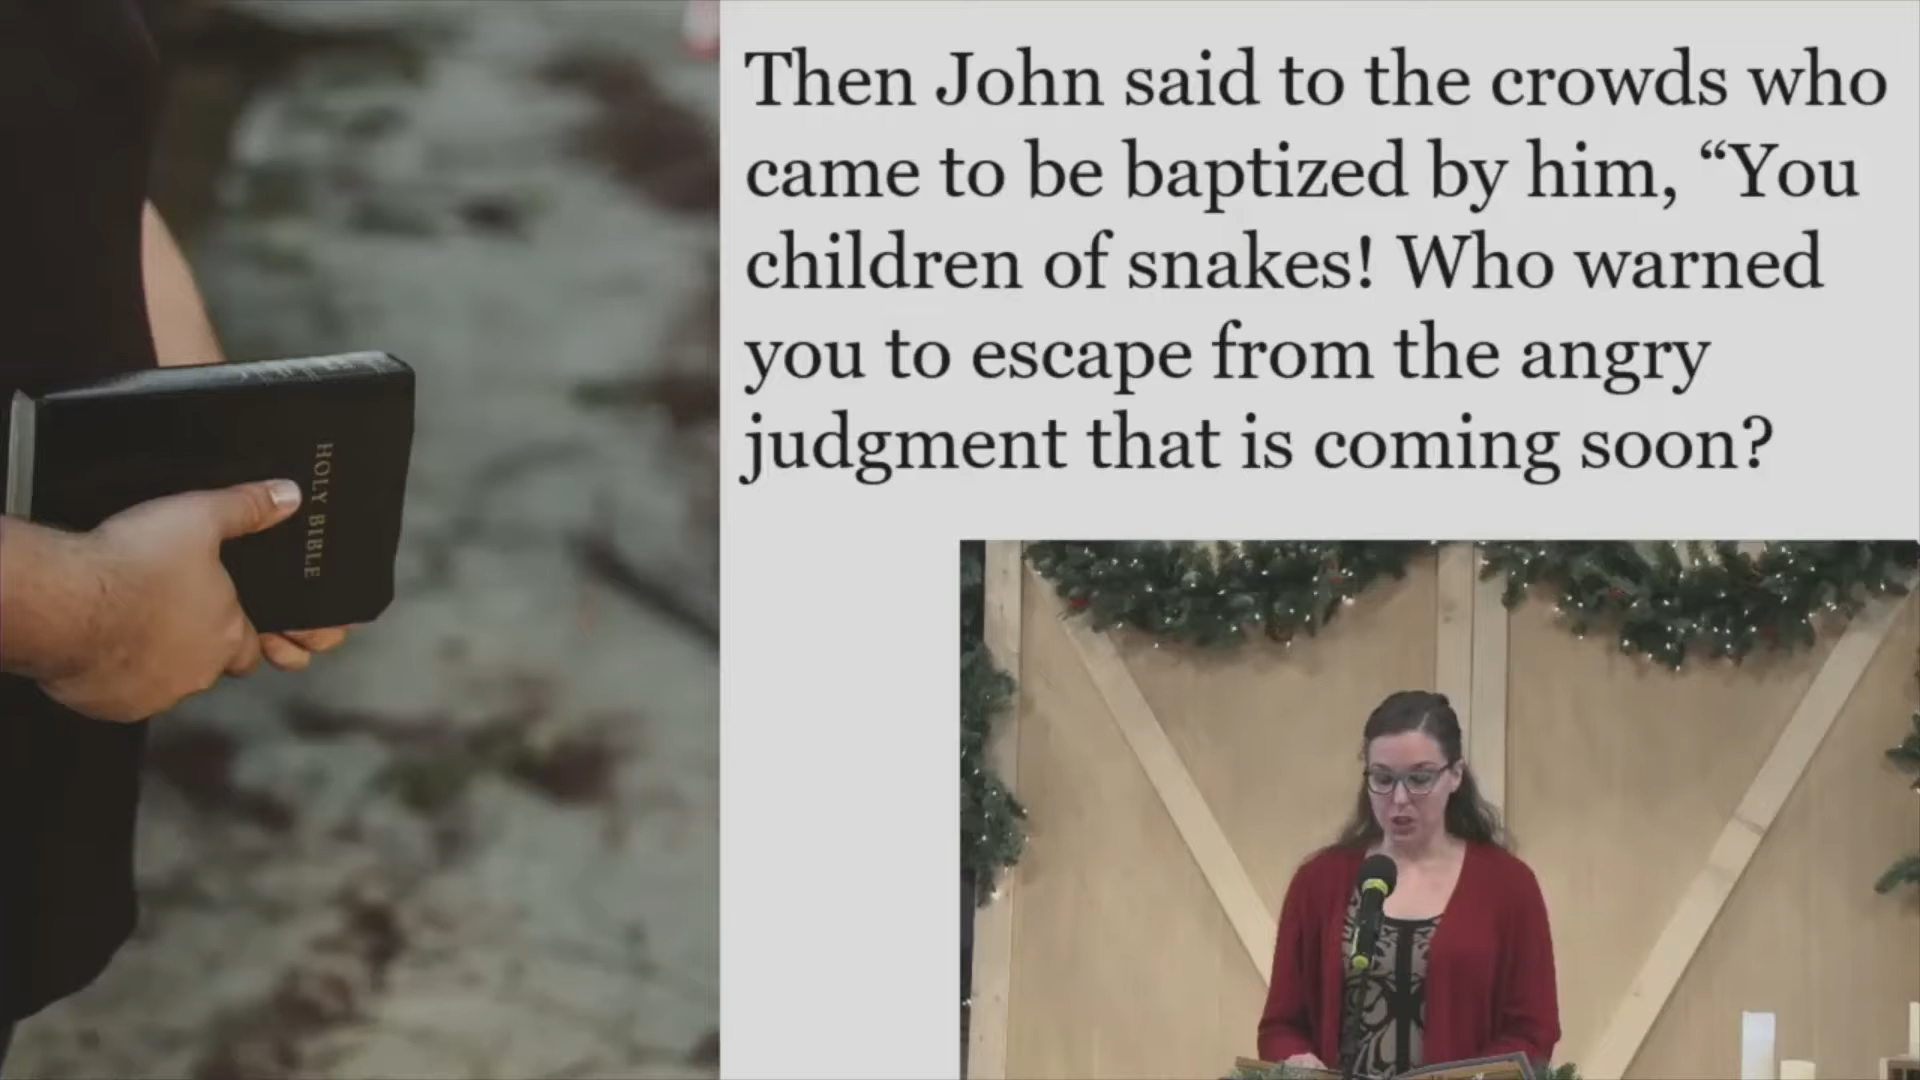 Then John said to the crowds who
came to be baptized by him, “You
children of snakes! Who warned
you to escape from the angry
judgment that is coming soon?
HOLY BIBLE